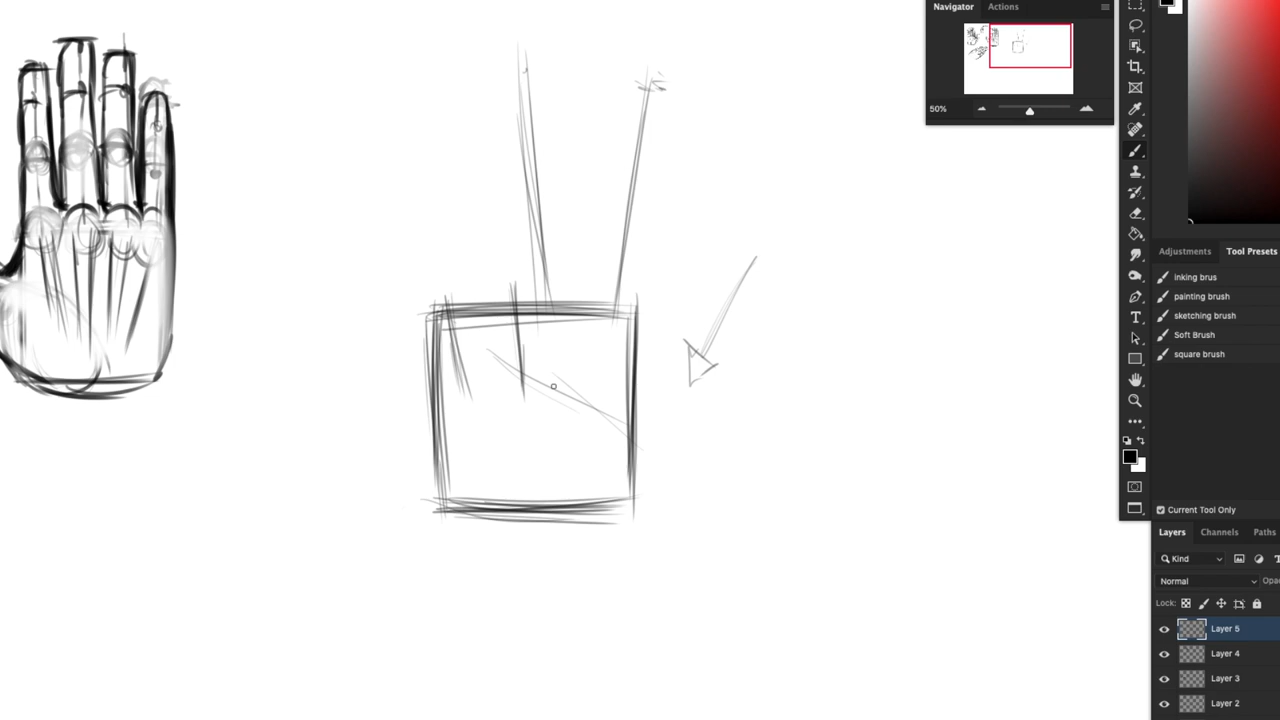 Navigator Actions
50%
Adjustments Tool Presets
Inking brus
painting brush
sketching brush
Soft Brush
square brush
Current Tool Only
Layers Channels Paths
Kind
Normal Opa
Lock:
Layer 5
Layer 4
Layer 3
Layer 2